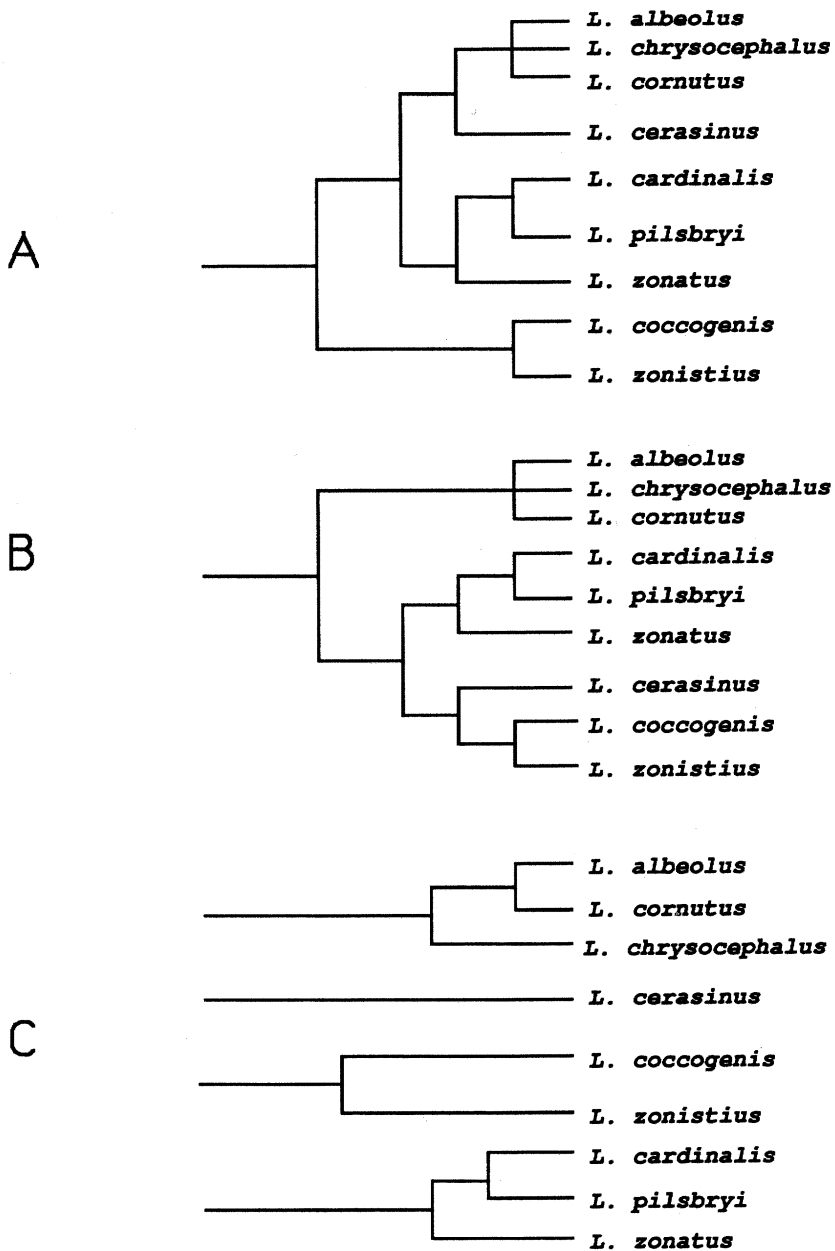 L. albeolus
L. chrysocephalus
L. cornutus
L. cerasinus
L. cardinalis
A
L. pilsbryi
L. zonatus
L. coccogenis
L. zonistius
L. albeolus
L. chrysocephalus
L. cornutus
B
L. cardinalis
L. pilsbryi
L. zonatus
L. cerasinus
L. coccogenis
L. zonistius
L. albeolus
L. cornutus
L. chrysocephalus
L. cerasinus
C
L. coccogenis
L. zonistius
L. cardinalis
L. pilsbryi
L. zonatus